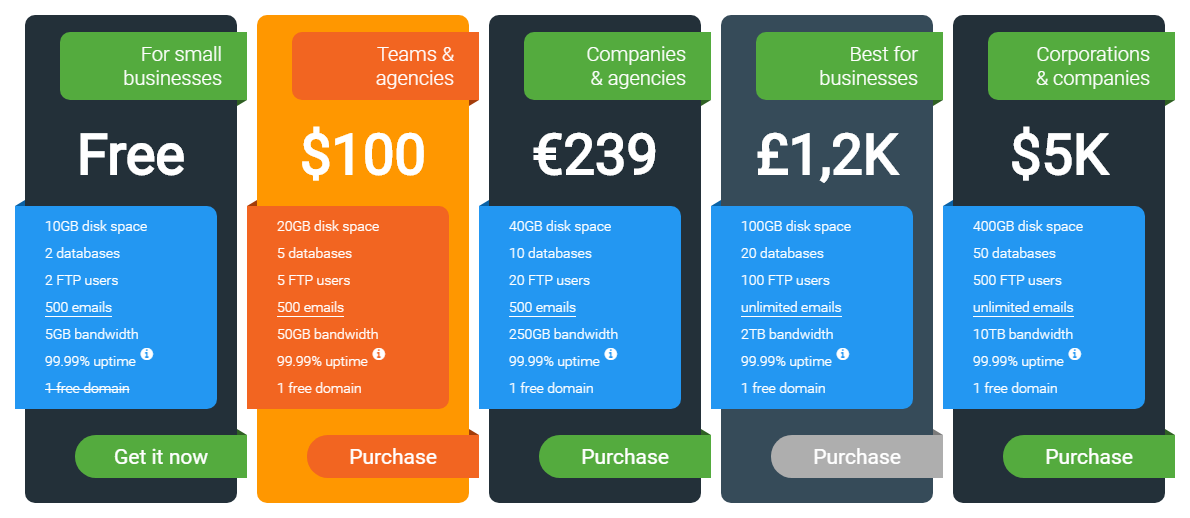 For small
businesses
Free
10GB disk space
2 databases
2 FTP users
500 emails
5GB bandwidth
99.99% uptime
1 free domain
Get it now
Teams &
agencies
$100
20GB disk space
5 databases
5 FTP users
500 emails
50GB bandwidth
99.99% uptime
1 free domain
Purchase
Companies
& agencies
€239
40GB disk space
10 databases
20 FTP users
500 emails
250GB bandwidth
99.99% uptime
1 free domain
Purchase
Best for
businesses
£1,2K
100GB disk space
20 databases
100 FTP users
unlimited emails
2TB bandwidth
99.99% uptime
1 free domain
Purchase
Corporations
& companies
$5K
400GB disk space
50 databases
500 FTP users
unlimited emails
10TB bandwidth
99.99% uptime
1 free domain
Purchase